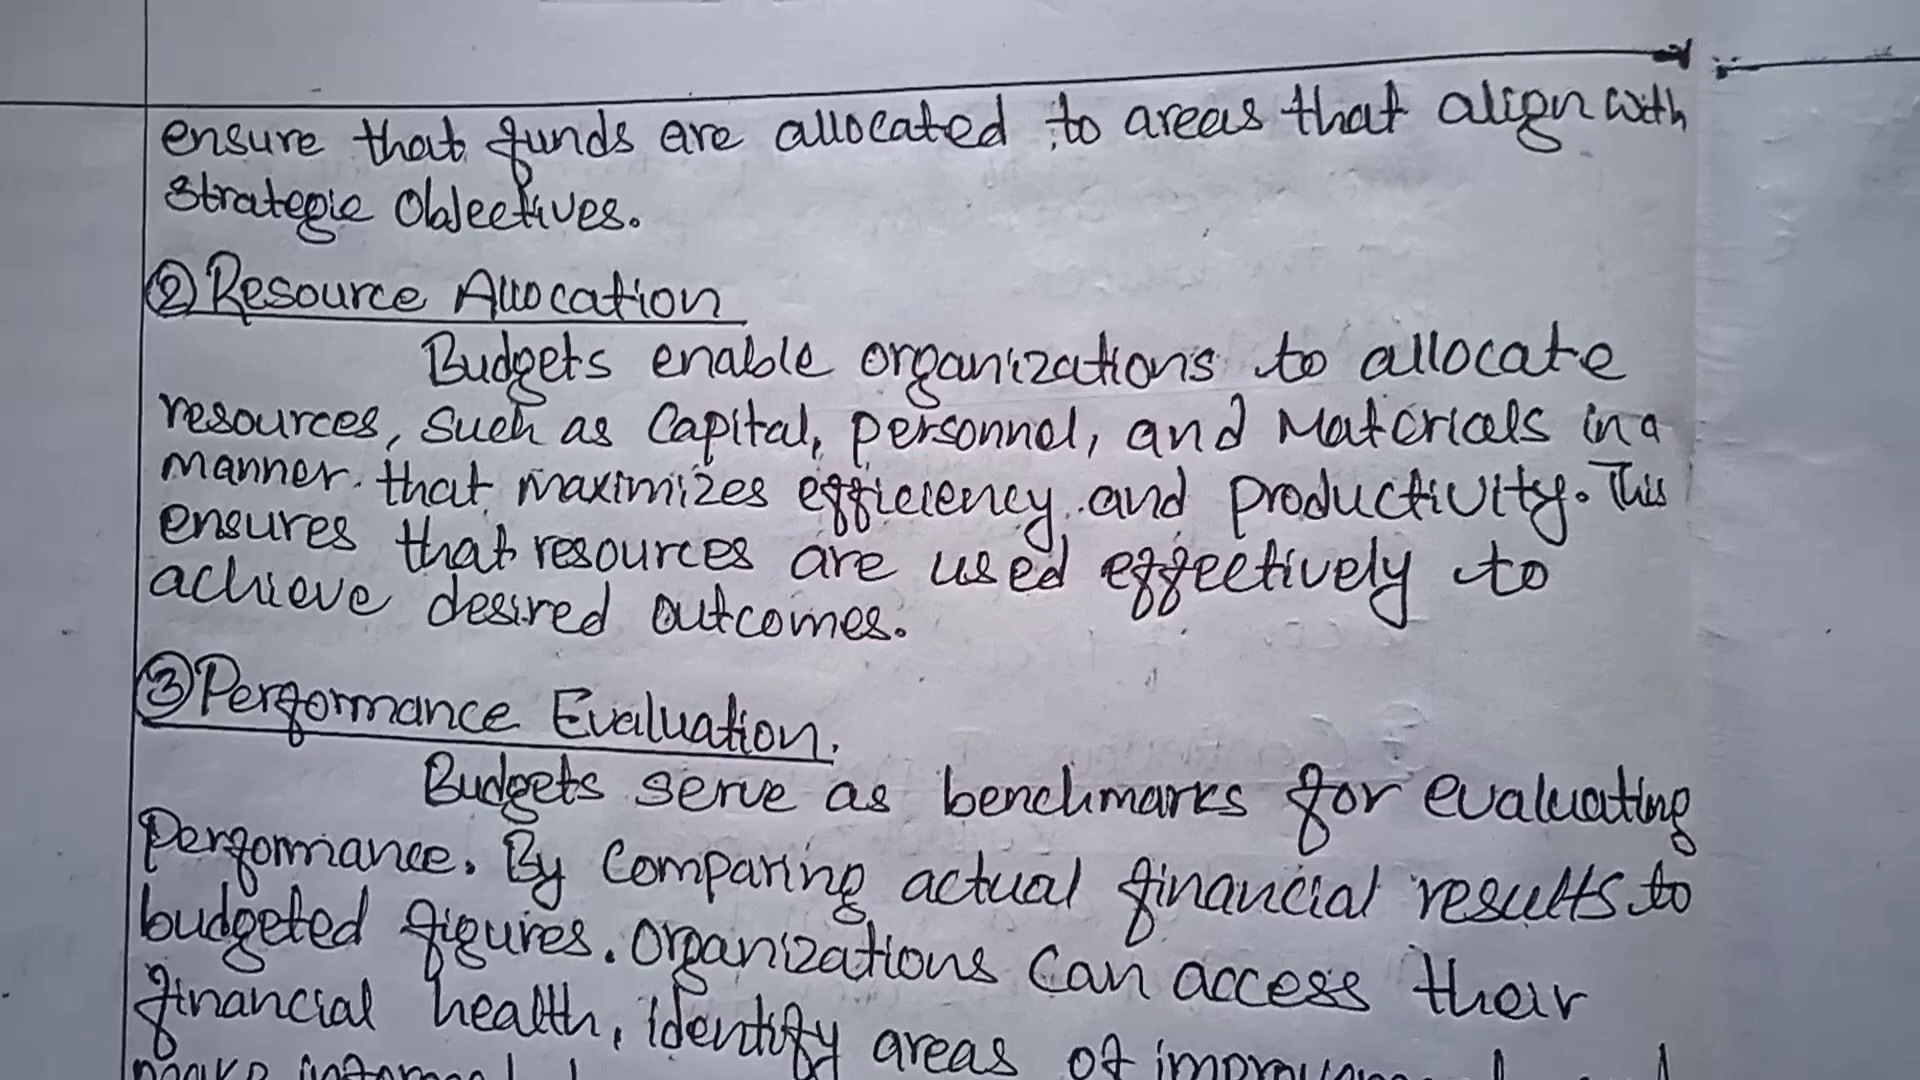 ensure that funds are allocated to areas that align with
Strategic Objectives.
② Resource Allocation
Budgets enable organizations to allocate
resources, such as Capital, personnel, and Materials in a
manner that maximizes efficiency and productivity. This
ensures that resources are used effectively to
achieve desired outcomes.
③ Performance Evaluation.
Budgets serve as benchmarks for evaluating
Performance. By Comparing actual financial results to
budgeted figures. Organizations Can access their
financial health, identify areas of